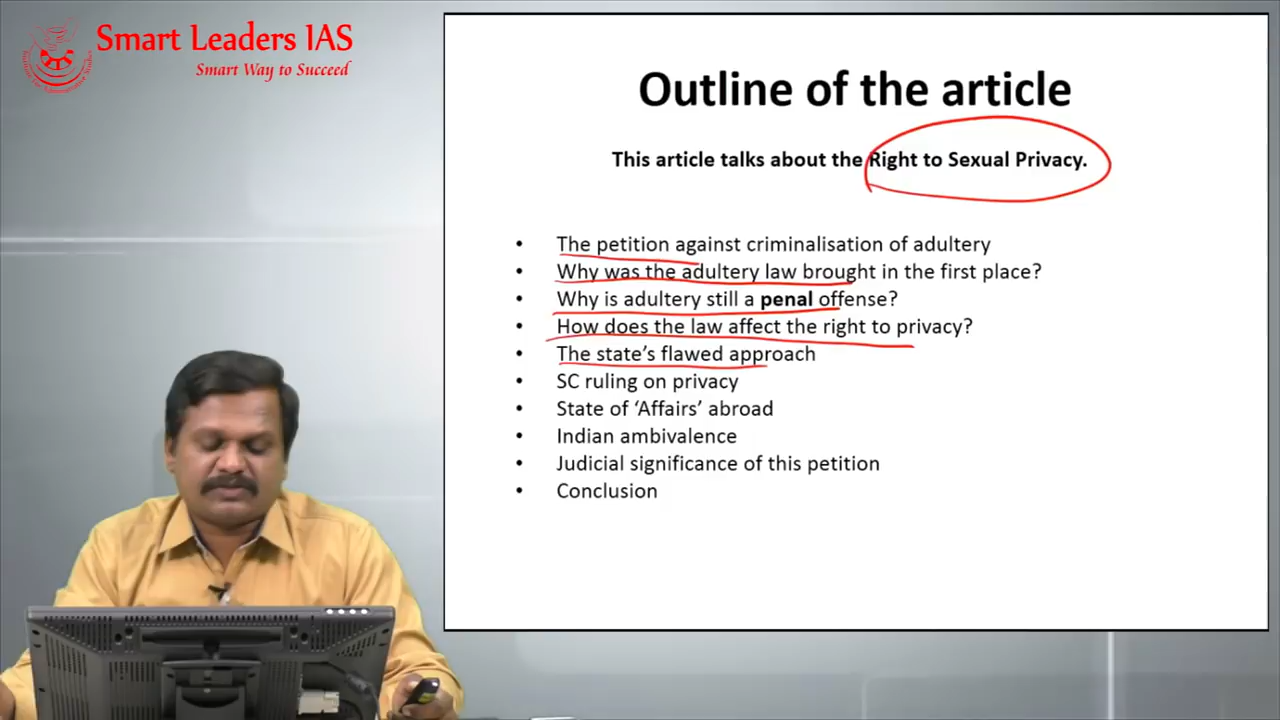 Smart Leaders IAS
Smart Way to Succeed
Outline of the article
This article talks about the Right to Sexual Privacy.
• The petition against criminalisation of adultery
• Why was the adultery law brought in the first place?
• Why is adultery still a penal offense?
• How does the law affect the right to privacy?
• The state's flawed approach
• SC ruling on privacy
• State of ‘Affairs’ abroad
• Indian ambivalence
• Judicial significance of this petition
• Conclusion